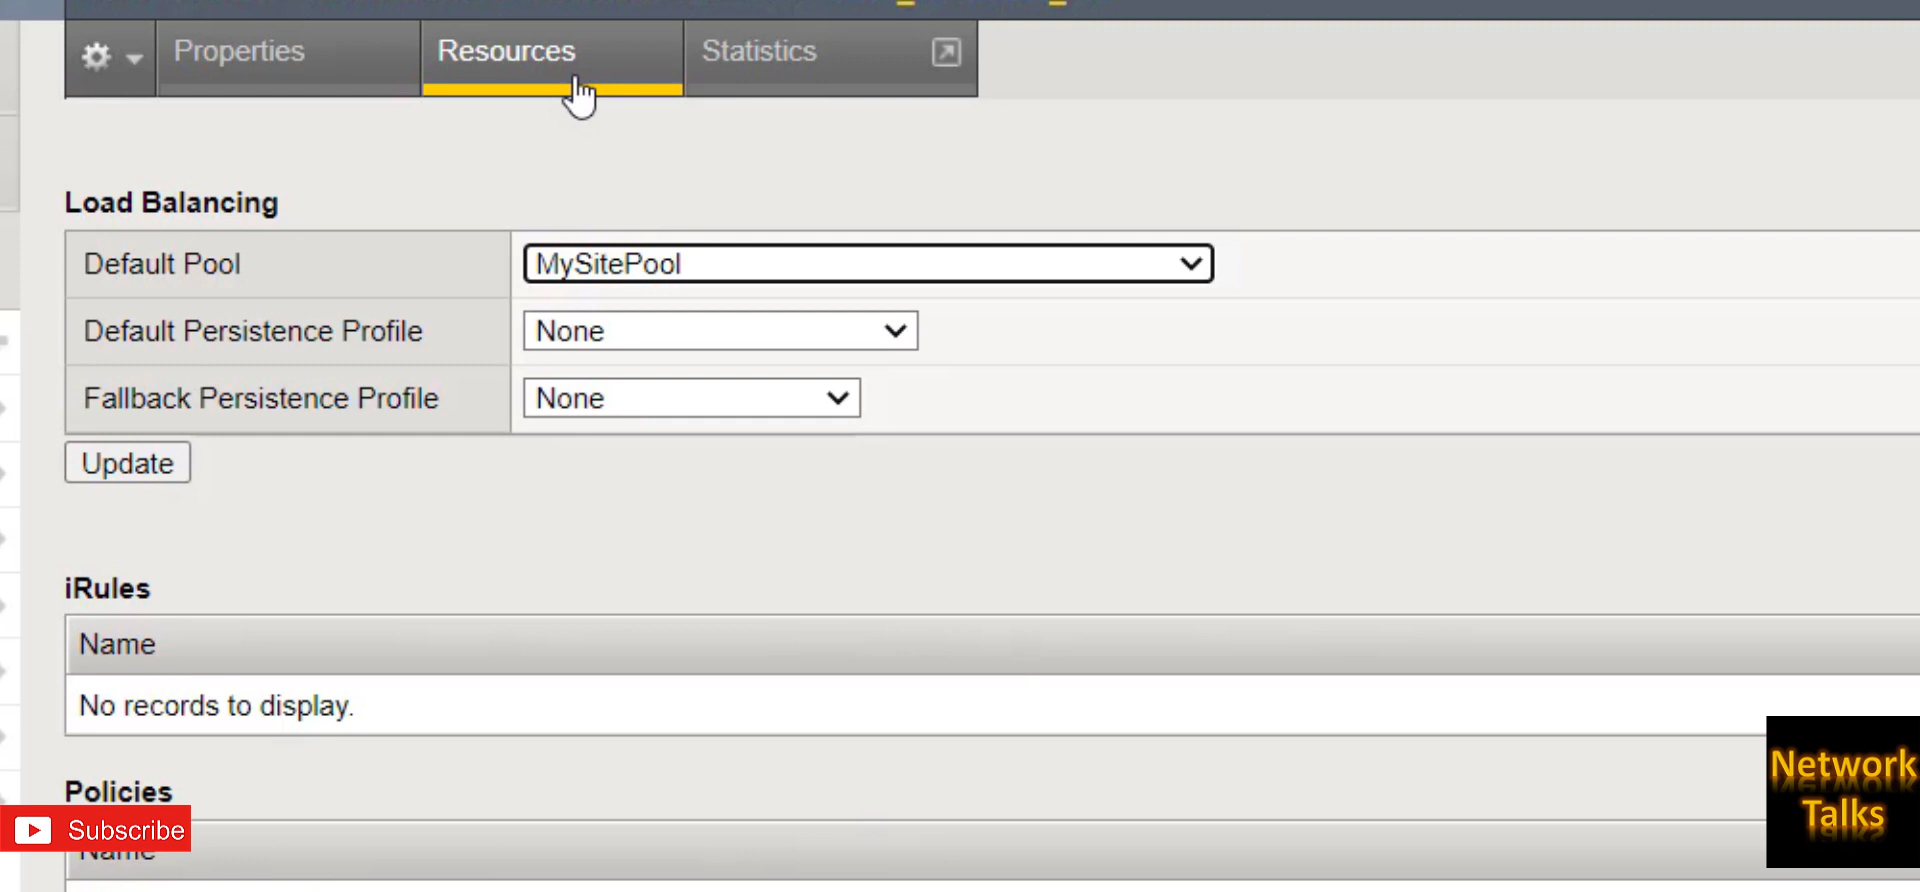 Properties
Resources
Statistics
Load Balancing
Default Pool
MySitePool
Default Persistence Profile
None
Fallback Persistence Profile
None
Update
iRules
Name
No records to display.
Policies
Subscribe
Name
Network
Talks